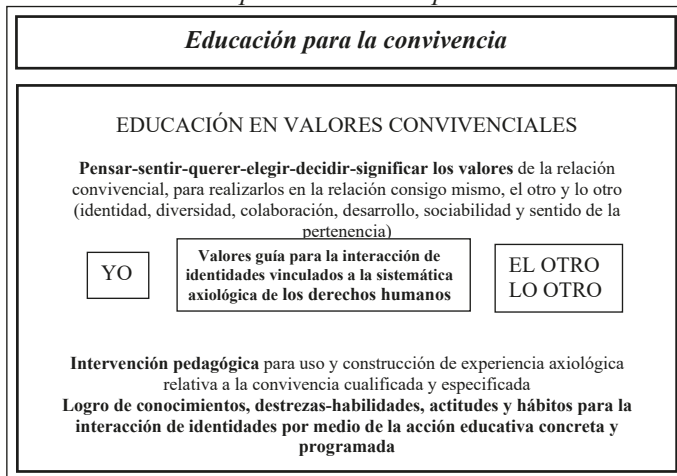 Educación para la convivencia
EDUCACIÓN EN VALORES CONVIVENCIALES
Pensar-sentir-querer-elegir-decidir-significar los valores de la relación
convivencial, para realizarlos en la relación consigo mismo, el otro y lo otro
(identidad, diversidad, colaboración, desarrollo, sociabilidad y sentido de la
pertenencia)
YO
Valores guía para la interacción de
identidades vinculados a la sistemática
axiológica de los derechos humanos
EL OTRO
LO OTRO
Intervención pedagógica para uso y construcción de experiencia axiológica
relativa a la convivencia cualificada y especificada
Logro de conocimientos, destrezas-habilidades, actitudes y hábitos para la
interacción de identidades por medio de la acción educativa concreta y
programada